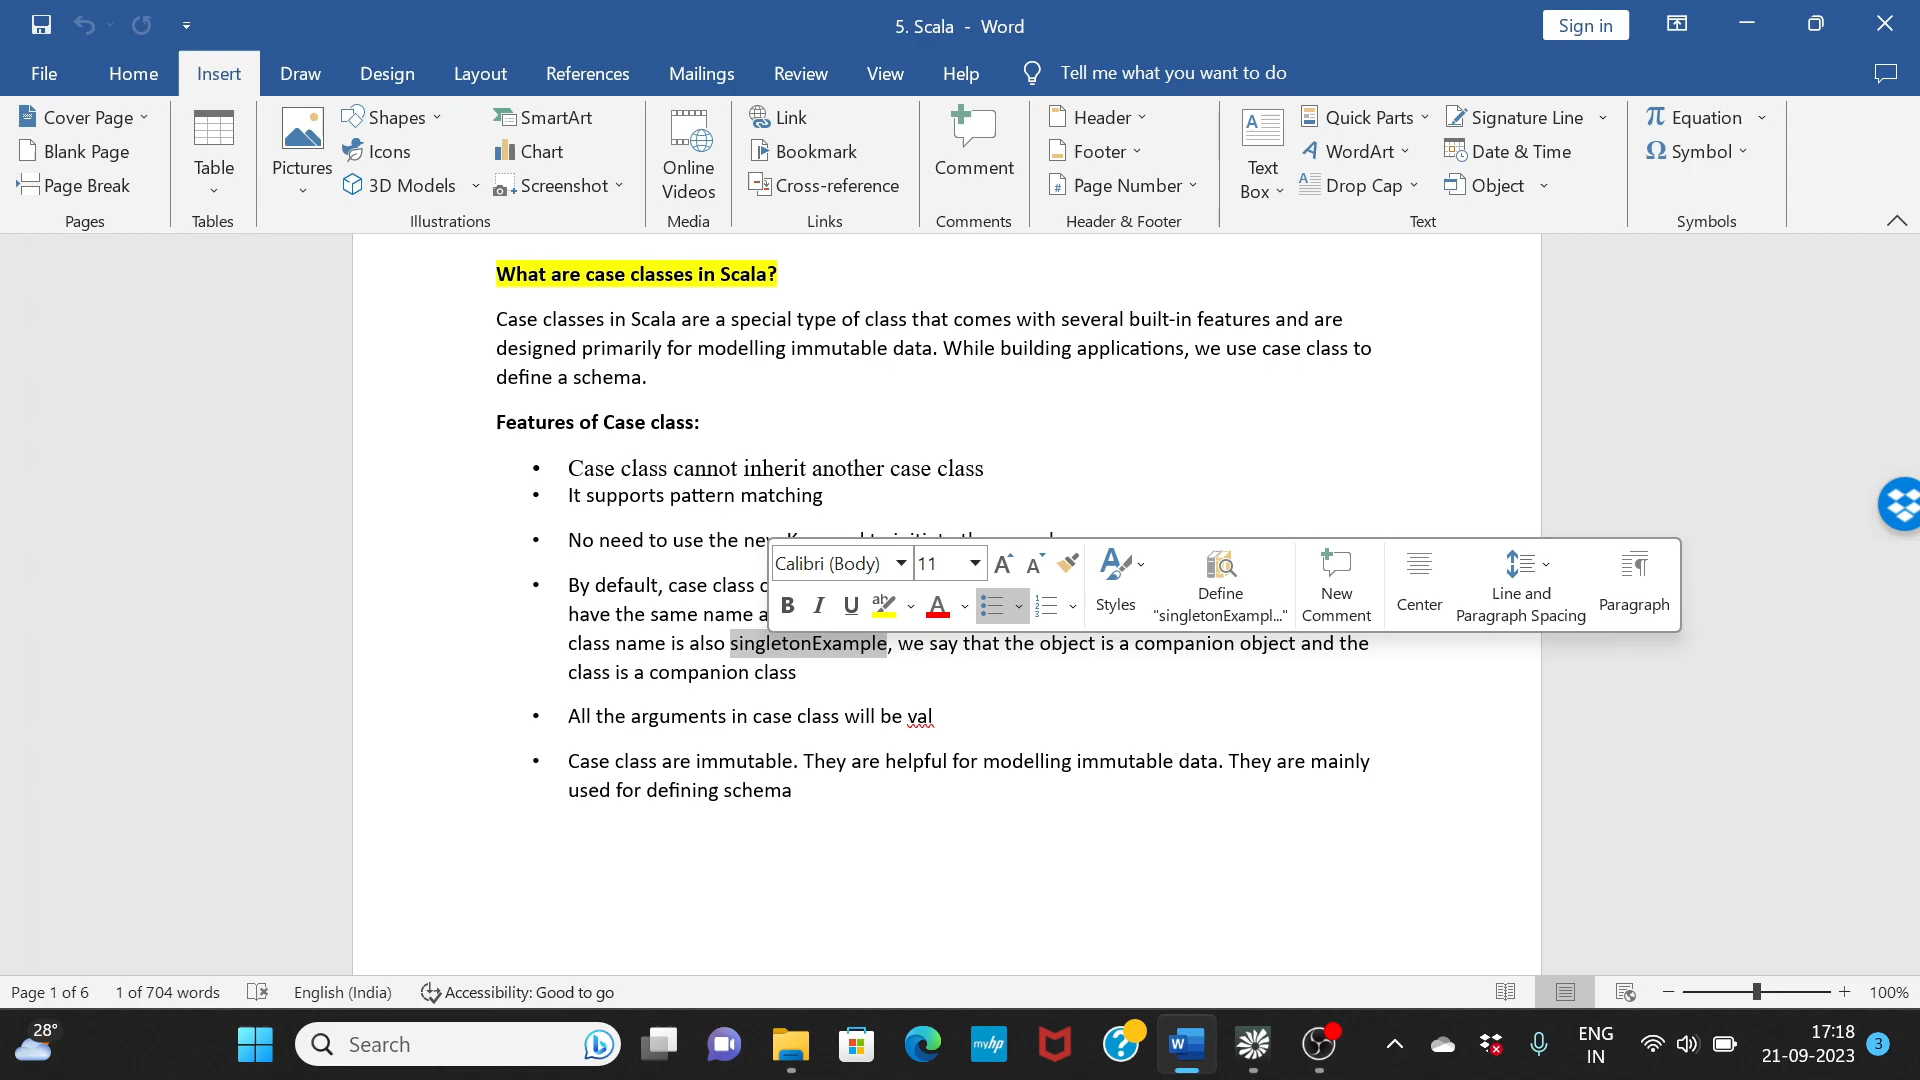 5. Scala - Word
Sign in
File Home Insert Draw Design Layout References Mailings Review View Help Tell me what you want to do
Cover Page
Blank Page
Page Break
Pages
Table
Tables
Pictures
Shapes
Icons
3D Models
SmartArt
Chart
Screenshot
Illustrations
Online
Videos
Media
Link
Bookmark
Cross-reference
Links
Comment
Comments
Header
Footer
Page Number
Header & Footer
Text
Box
Quick Parts
WordArt
Drop Cap
Signature Line
Date & Time
Object
Text
Equation
Symbol
Symbols
What are case classes in Scala?
Case classes in Scala are a special type of class that comes with several built-in features and are
designed primarily for modelling immutable data. While building applications, we use case class to
define a schema.
Features of Case class:
• Case class cannot inherit another case class
• It supports pattern matching
• No need to use the
• By default, case class
have the same name
class name is also singletonExample, we say that the object is a companion object and the
class is a companion class
• All the arguments in case class will be val
• Case class are immutable. They are helpful for modelling immutable data. They are mainly
used for defining schema
Calibri (Body) 11
B I U
Styles
Define
"singletonExampl..."
New
Comment
Center
Line and
Paragraph Spacing
Paragraph
Page 1 of 6 1 of 704 words English (India) Accessibility: Good to go 100%
28°
Search
myhp
ENG
IN
17:18
21-09-2023
3